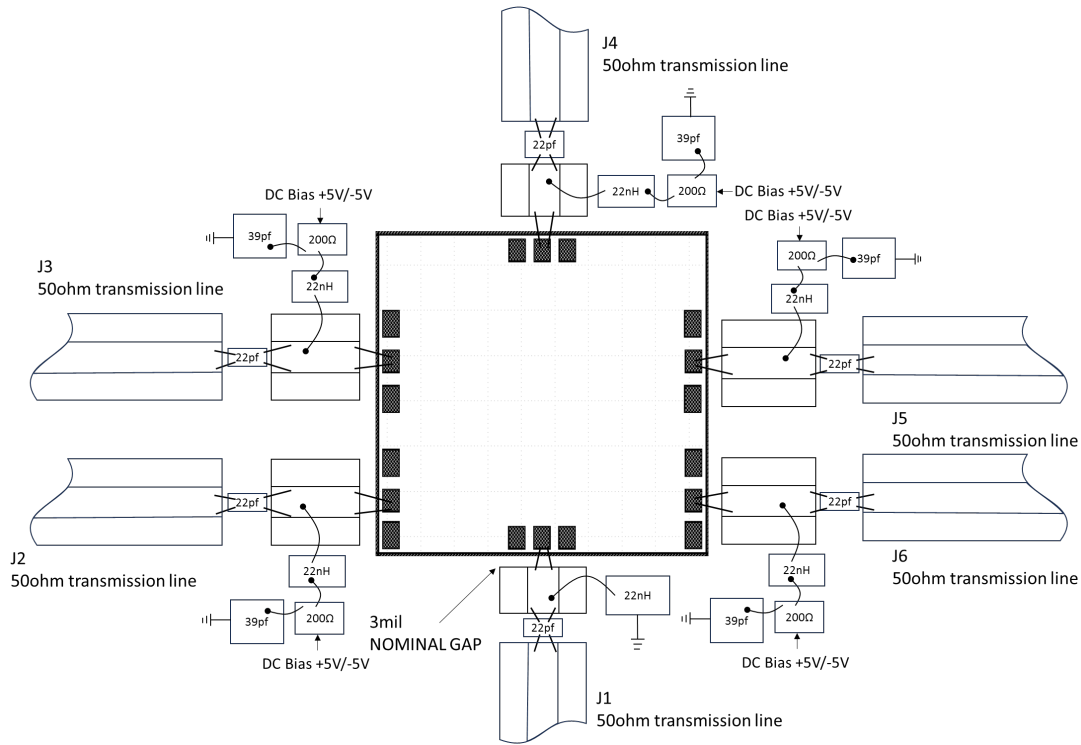 J4
50ohm transmission line
22pf
39pf
22nH
200Ω
DC Bias +5V/-5V
DC Bias +5V/-5V
39pf
200Ω
22nH
J3
50ohm transmission line
22pf
DC Bias +5V/-5V
200Ω
39pf
22nH
22pf
J5
50ohm transmission line
22pf
J2
50ohm transmission line
22nH
39pf
200Ω
DC Bias +5V/-5V
22pf
J6
50ohm transmission line
22nH
39pf
200Ω
DC Bias +5V/-5V
3mil
NOMINAL GAP
22nH
22pf
J1
50ohm transmission line